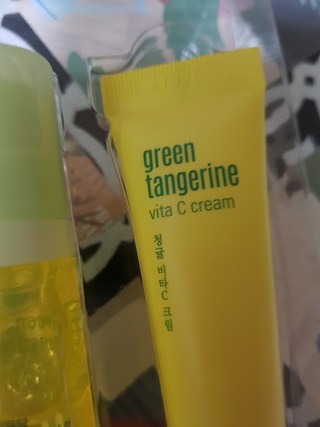 green
tangerine
vita C cream
청귤 비타C 크림